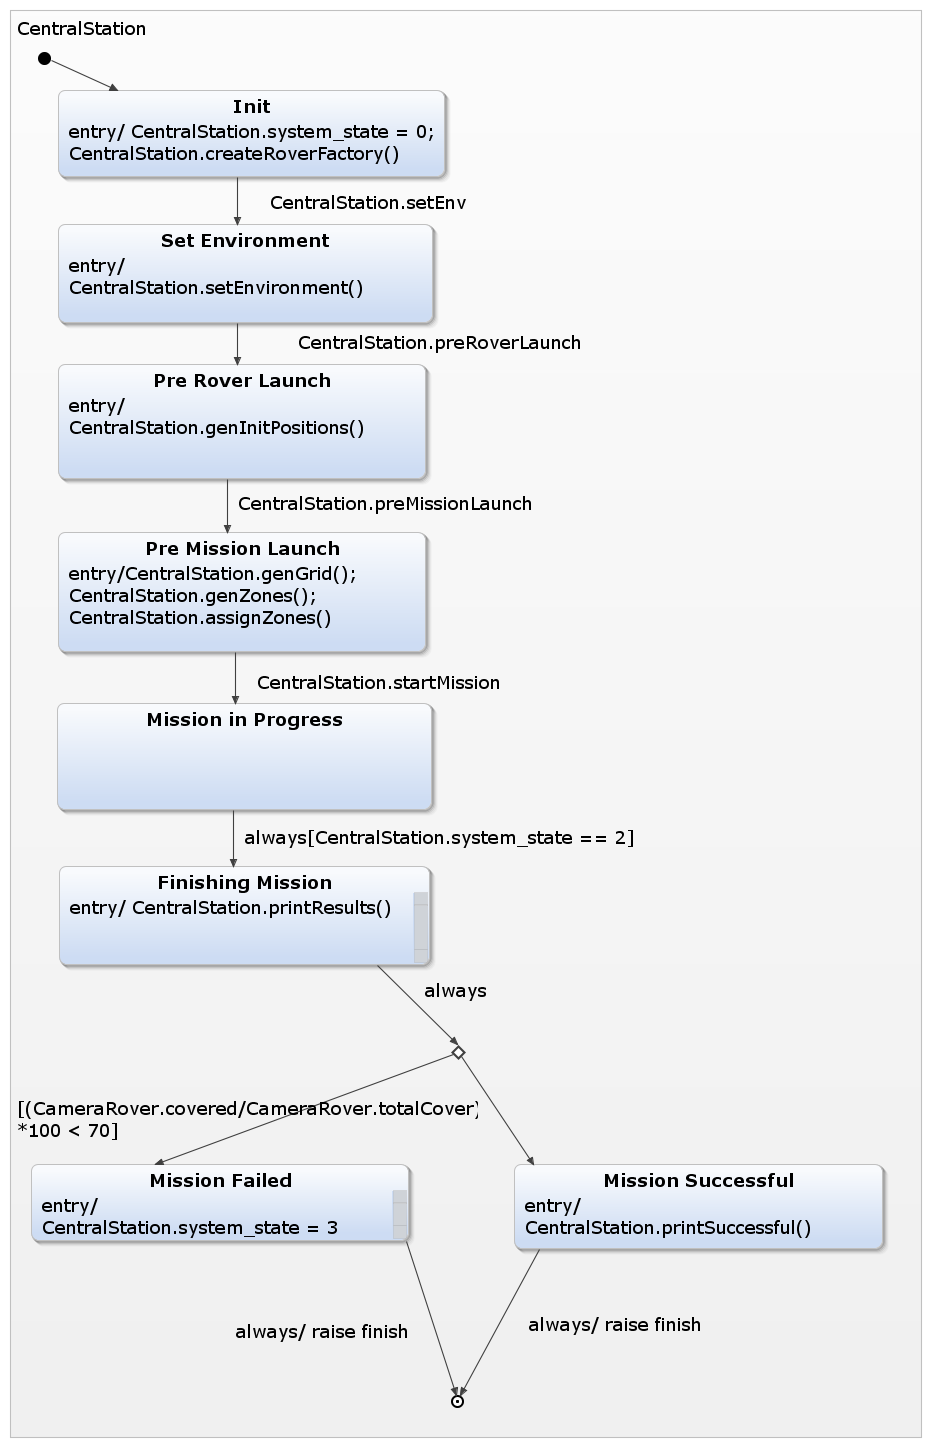 CentralStation
Init
entry/ CentralStation.system_state = 0;
CentralStation.createRoverFactory()
CentralStation.setEnv
Set Environment
entry/
CentralStation.setEnvironment()
CentralStation.preRoverLaunch
Pre Rover Launch
entry/
CentralStation.genInitPositions()
CentralStation.preMissionLaunch
Pre Mission Launch
entry/CentralStation.genGrid();
CentralStation.genZones();
CentralStation.assignZones()
CentralStation.startMission
Mission in Progress
always[CentralStation.system_state == 2]
Finishing Mission
entry/ CentralStation.printResults()
always
[(CameraRover.covered/CameraRover.totalCover)
*100 < 70]
Mission Failed
entry/
CentralStation.system_state = 3
Mission Successful
entry/
CentralStation.printSuccessful()
always/ raise finish
always/ raise finish